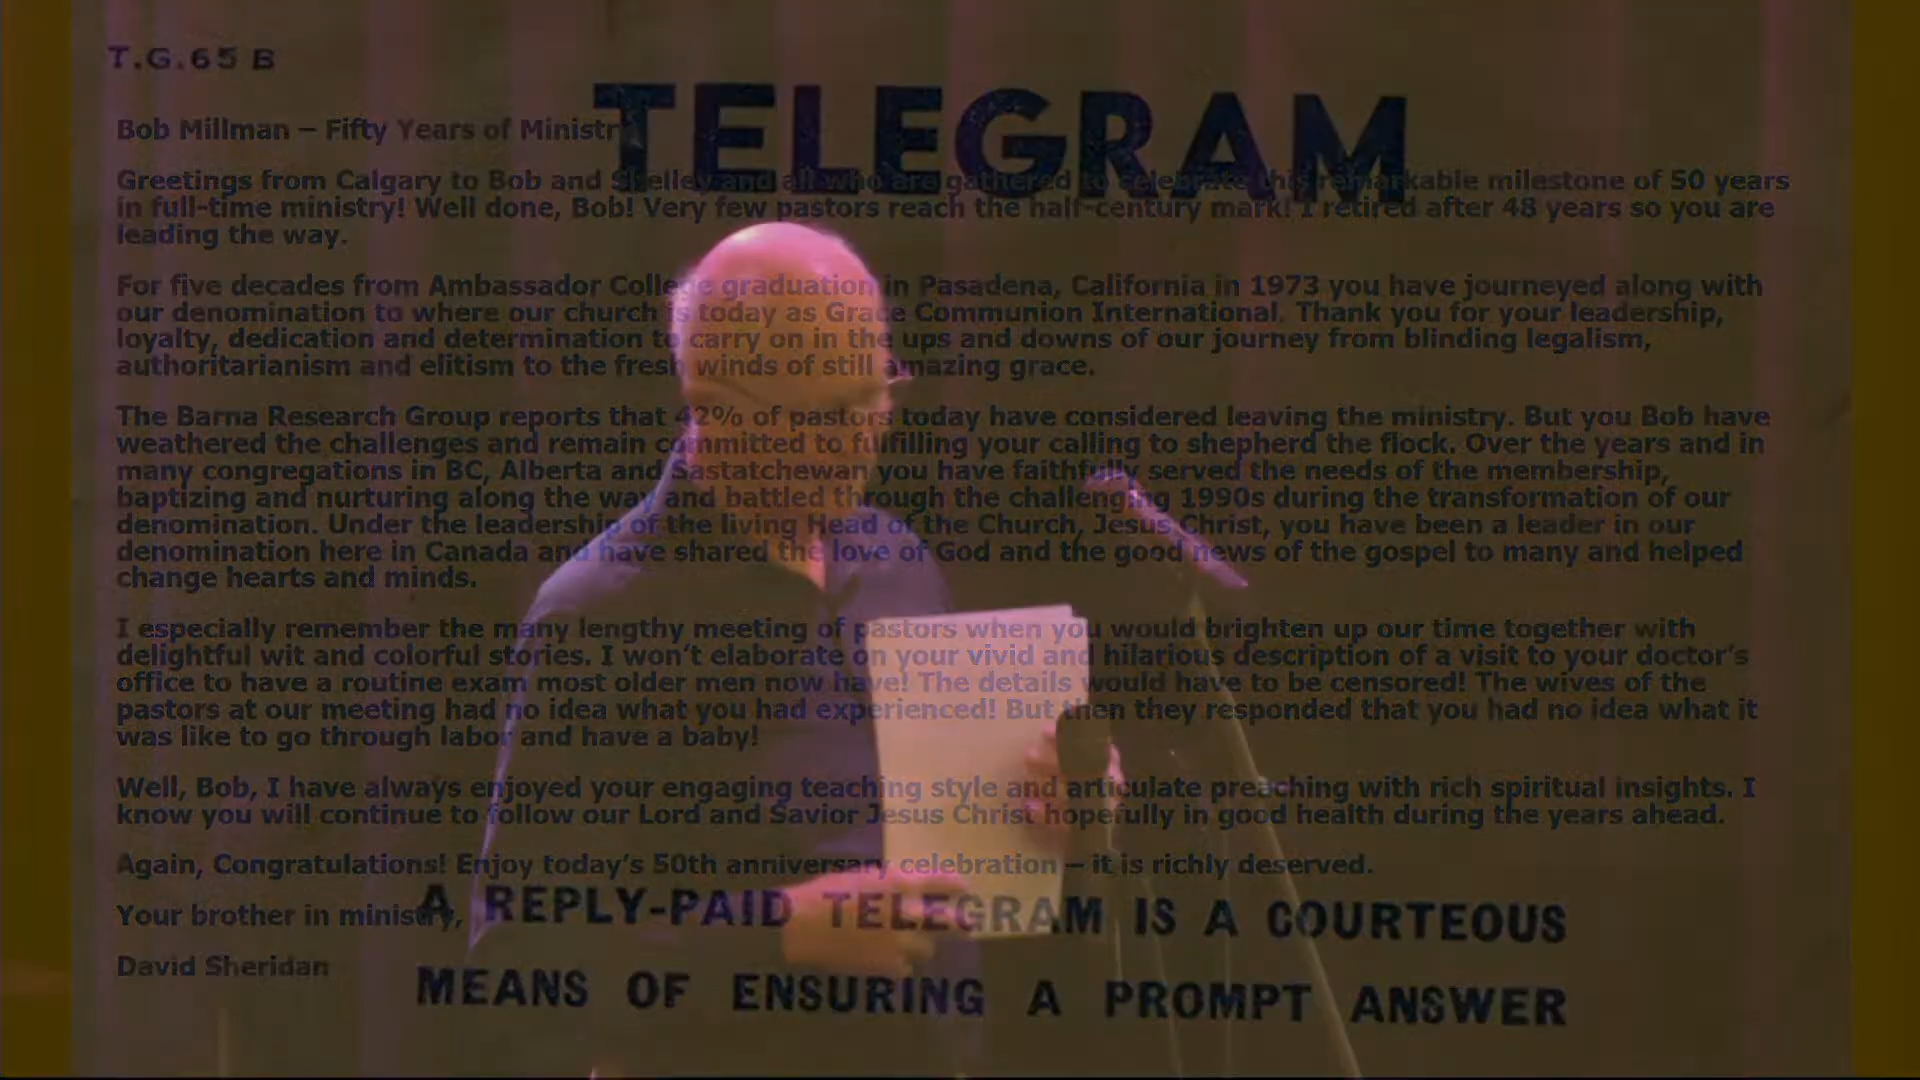 T.G.65 B
TELEGRAM
Bob Millman – Fifty Years of Ministry
Greetings from Calgary to Bob and Shelley and all who are gathered to celebrate this remarkable milestone of 50 years
in full-time ministry! Well done, Bob! Very few pastors reach the half-century mark! I retired after 48 years so you are
leading the way.
For five decades from Ambassador College graduation in Pasadena, California in 1973 you have journeyed along with
our denomination to where our church is today as Grace Communion International. Thank you for your leadership,
loyalty, dedication and determination to carry on in the ups and downs of our journey from blinding legalism,
authoritarianism and elitism to the fresh winds of still amazing grace.
The Barna Research Group reports that 42% of pastors today have considered leaving the ministry. But you Bob have
weathered the challenges and remain committed to fulfilling your calling to shepherd the flock. Over the years and in
many congregations in BC, Alberta and Sastatchewan you have faithfully served the needs of the membership,
baptizing and nurturing along the way and battled through the challenging 1990s during the transformation of our
denomination. Under the leadership of the living Head of the Church, Jesus Christ, you have been a leader in our
denomination here in Canada and have shared the love of God and the good news of the gospel to many and helped
change hearts and minds.
I especially remember the many lengthy meeting of pastors when you would brighten up our time together with
delightful wit and colorful stories. I won't elaborate on your vivid and hilarious description of a visit to your doctor's
office to have a routine exam most older men now have! The details would have to be censored! The wives of the
pastors at our meeting had no idea what you had experienced! But then they responded that you had no idea what it
was like to go through labor and have a baby!
Well, Bob, I have always enjoyed your engaging teaching style and articulate preaching with rich spiritual insights. I
know you will continue to follow our Lord and Savior Jesus Christ hopefully in good health during the years ahead.
Again, Congratulations! Enjoy today's 50th anniversary celebration – it is richly deserved.
Your brother in ministry,
David Sheridan
A REPLY-PAID TELEGRAM IS A COURTEOUS
MEANS OF ENSURING A PROMPT ANSWER